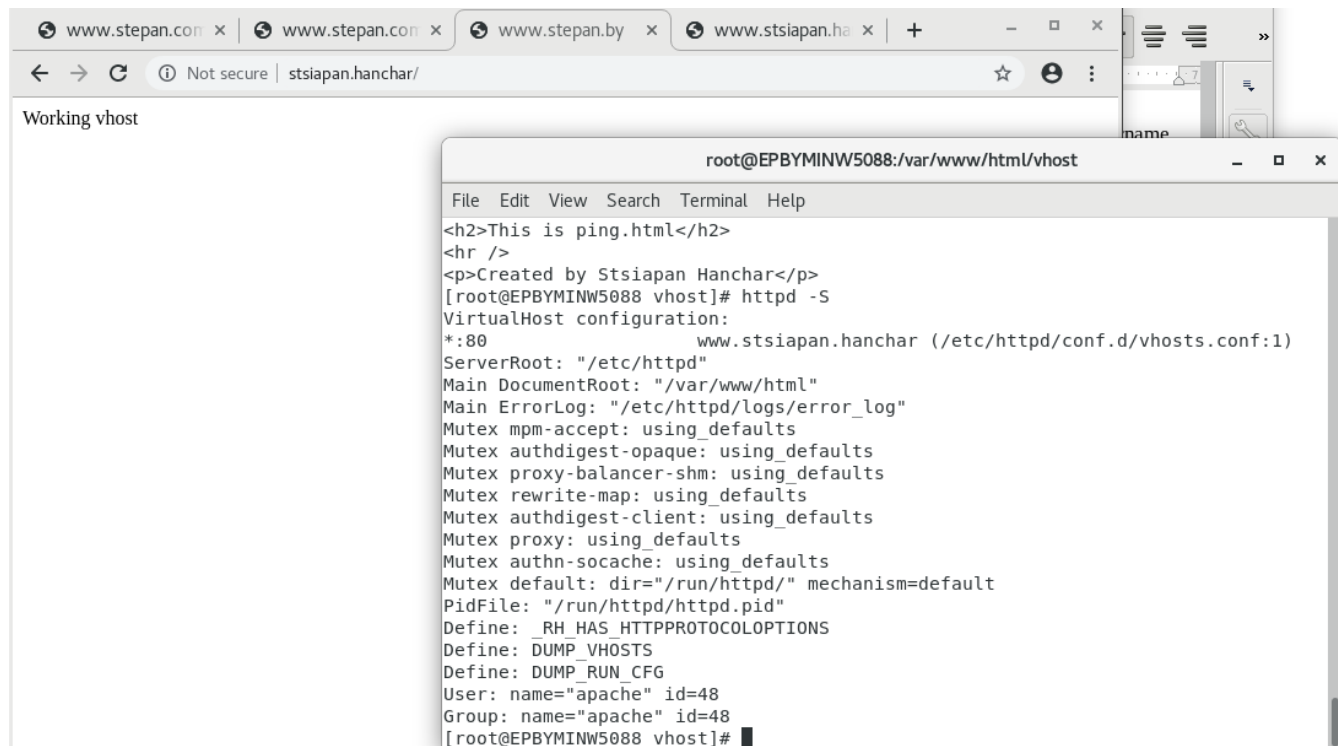 www.stepan.com
www.stepan.com
www.stepan.by
www.stsiapan.ha
Not secure
stsiapan.hanchar/
7
Working vhost
name
root@EPBYMINW5088:/var/www/html/vhost
File Edit View Search Terminal Help
<h2>This is ping.html</h2>
<hr />
<p>Created by Stsiapan Hanchar</p>
[root@EPBYMINW5088 vhost]# httpd -S
VirtualHost configuration:
*:80                   www.stsiapan.hanchar (/etc/httpd/conf.d/vhosts.conf:1)
ServerRoot: "/etc/httpd"
Main DocumentRoot: "/var/www/html"
Main ErrorLog: "/etc/httpd/logs/error_log"
Mutex mpm-accept: using_defaults
Mutex authdigest-opaque: using_defaults
Mutex proxy-balancer-shm: using_defaults
Mutex rewrite-map: using_defaults
Mutex authdigest-client: using_defaults
Mutex proxy: using_defaults
Mutex authn-socache: using_defaults
Mutex default: dir="/run/httpd/" mechanism=default
PidFile: "/run/httpd/httpd.pid"
Define: _RH_HAS_HTTPPROTOCOLOPTIONS
Define: DUMP_VHOSTS
Define: DUMP_RUN_CFG
User: name="apache" id=48
Group: name="apache" id=48
[root@EPBYMINW5088 vhost]#